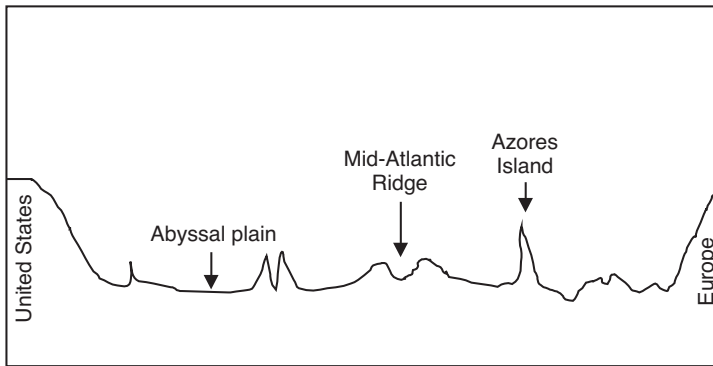 Azores
Island
Mid-Atlantic
Ridge
Abyssal plain
United States
Europe